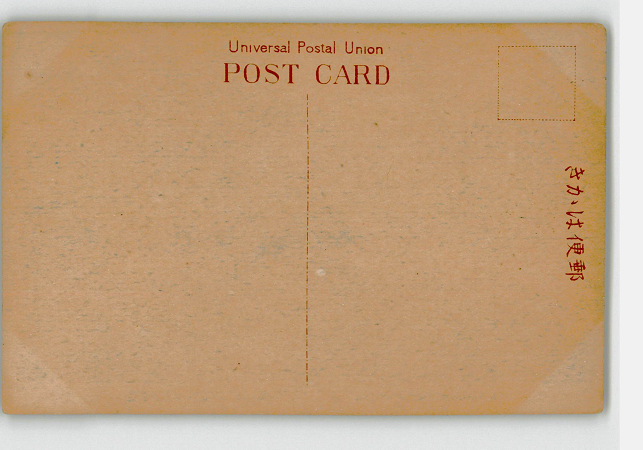 Universal Postal Union
POST CARD
郵便はがき